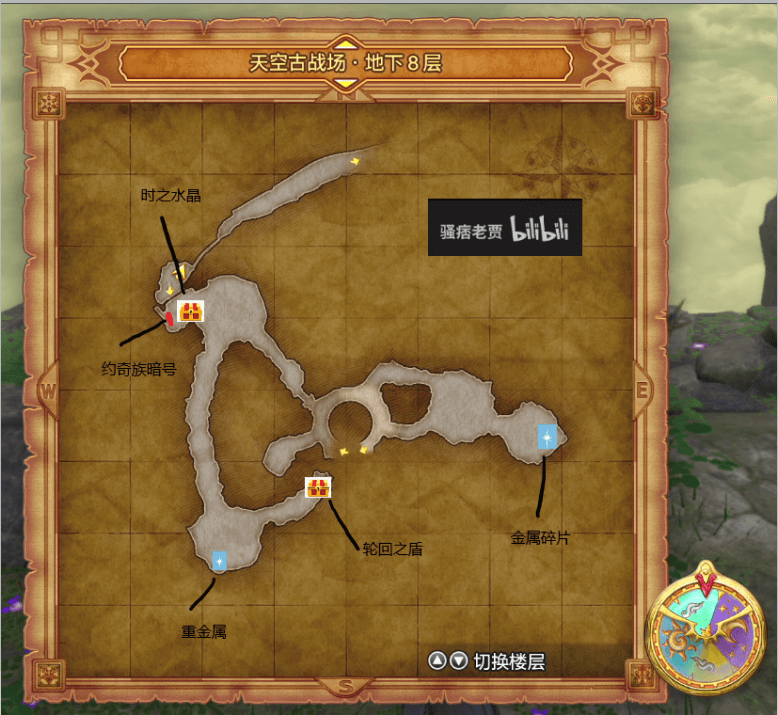 天空古战场·地下8层
N
时之水晶
骚痞老贾 bilibili
约奇族暗号
W
E
金属碎片
轮回之盾
重金属
切换楼层
S